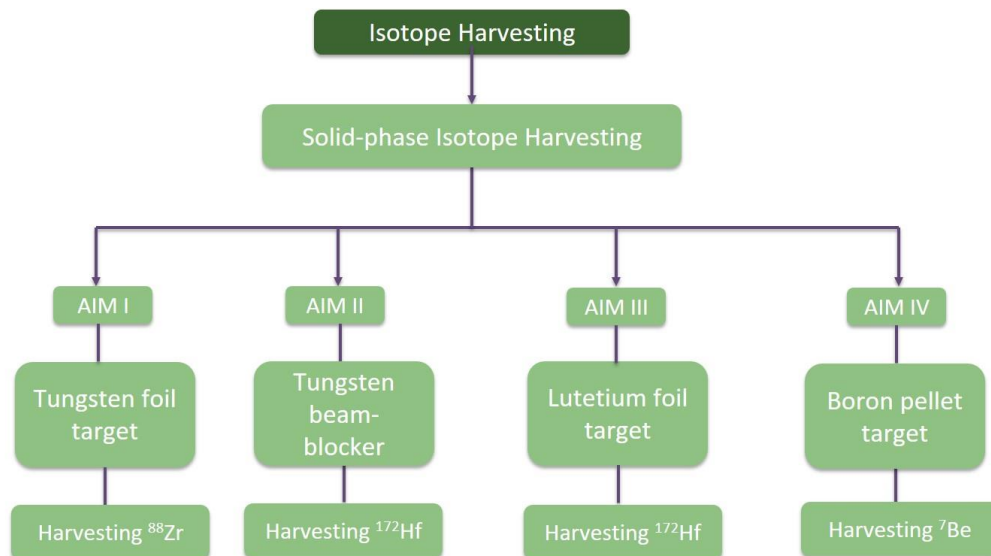 Isotope Harvesting
Solid-phase Isotope Harvesting
AIM I
AIM II
AIM III
AIM IV
Tungsten foil
target
Tungsten
beam-
blocker
Lutetium foil
target
Boron pellet
target
Harvesting ⁸⁸Zr
Harvesting ¹⁷²Hf
Harvesting ¹⁷²Hf
Harvesting ⁷Be